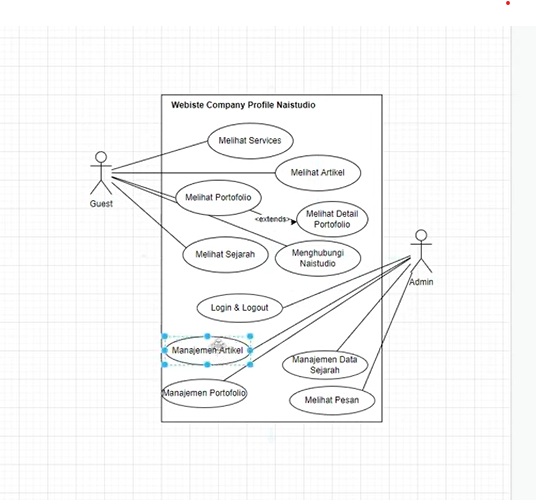 Webiste Company Profile Naistudio
Melihat Services
Melihat Artikel
Melihat Portofolio
<extends>
Melihat Detail
Portofolio
Guest
Melihat Sejarah
Menghubungi
Naistudio
Admin
Login & Logout
Manajemen Artikel
Manajemen Data
Sejarah
Manajemen Portofolio
Melihat Pesan